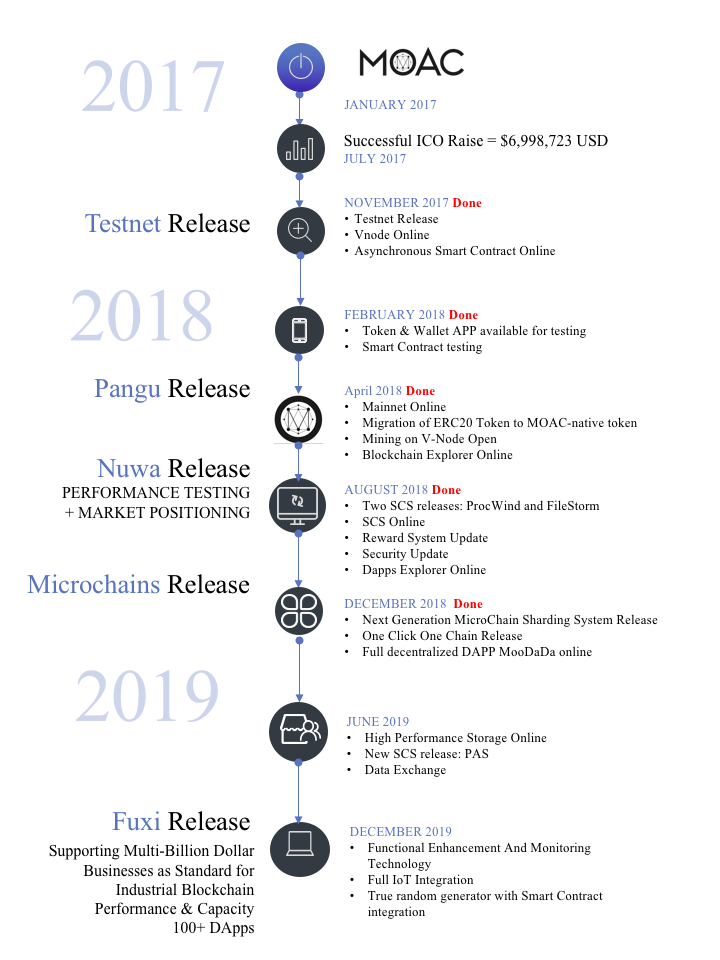 2017
MOAC
JANUARY 2017
Successful ICO Raise = $6,998,723 USD
JULY 2017
Testnet Release
NOVEMBER 2017 Done
• Testnet Release
• Vnode Online
• Asynchronous Smart Contract Online
2018
FEBRUARY 2018 Done
• Token & Wallet APP available for testing
• Smart Contract testing
Pangu Release
April 2018 Done
• Mainnet Online
• Migration of ERC20 Token to MOAC-native token
• Mining on V-Node Open
• Blockchain Explorer Online
Nuwa Release
PERFORMANCE TESTING
+ MARKET POSITIONING
AUGUST 2018 Done
• Two SCS releases: ProcWind and FileStorm
• SCS Online
• Reward System Update
• Security Update
• Dapps Explorer Online
Microchains Release
DECEMBER 2018 Done
• Next Generation MicroChain Sharding System Release
• One Click One Chain Release
• Full decentralized DAPP MooDaDa online
2019
JUNE 2019
• High Performance Storage Online
• New SCS release: PAS
• Data Exchange
Fuxi Release
Supporting Multi-Billion Dollar
Businesses as Standard for
Industrial Blockchain
Performance & Capacity
100+ DApps
DECEMBER 2019
• Functional Enhancement And Monitoring
Technology
• Full IoT Integration
• True random generator with Smart Contract
integration